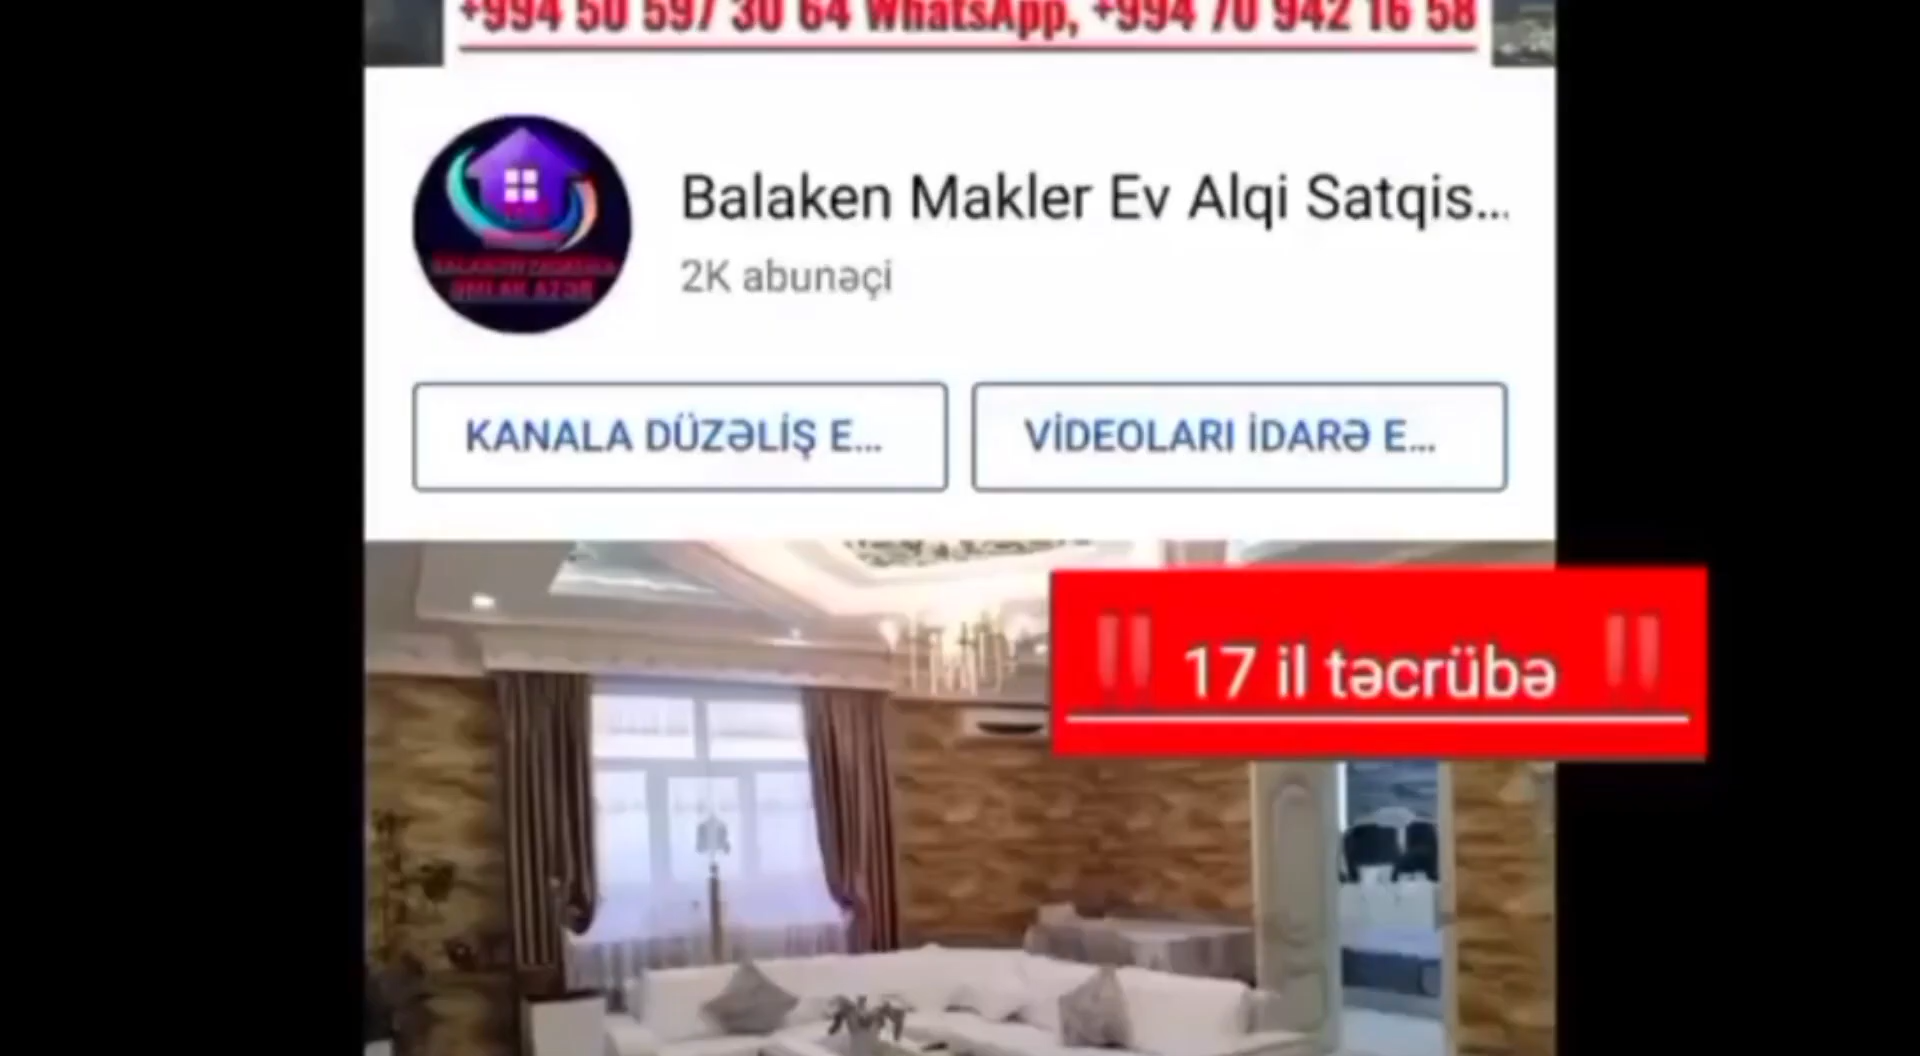 +994 50 597 30 64 WhatsApp, +994 70 942 16 58
Balaken Makler Ev Alqi Satqis...
2K abunəçi
KANALA DÜZƏLİŞ E...
VİDEOLARI İDARƏ E...
‼ 17 il təcrübə ‼